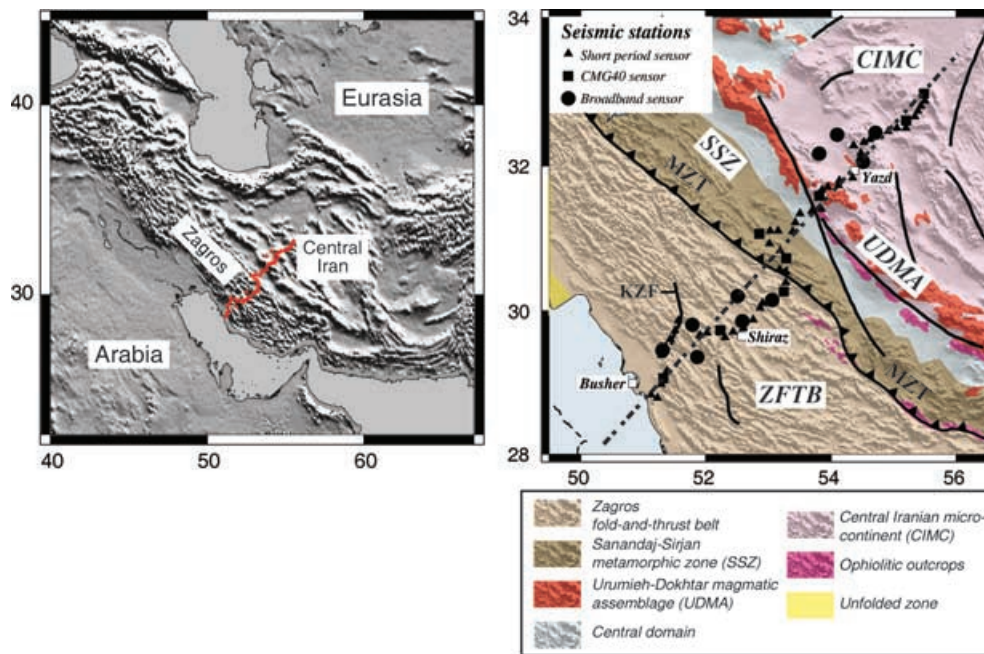 40
30
40
50
60
Eurasia
Zagros
Central
Iran
Arabia
34
32
30
28
50
52
54
56
Seismic stations
Short period sensor
CMG40 sensor
Broadband sensor
CIMC
SSZ
MZT
Yazd
UDMA
KZF
Shiraz
Busher
MZT
ZFTB
Zagros
fold-and-thrust belt
Sanandaj-Sirjan
metamorphic zone (SSZ)
Urumieh-Dokhtar magmatic
assemblage (UDMA)
Central domain
Central Iranian micro-
continent (CIMC)
Ophiolitic outcrops
Unfolded zone